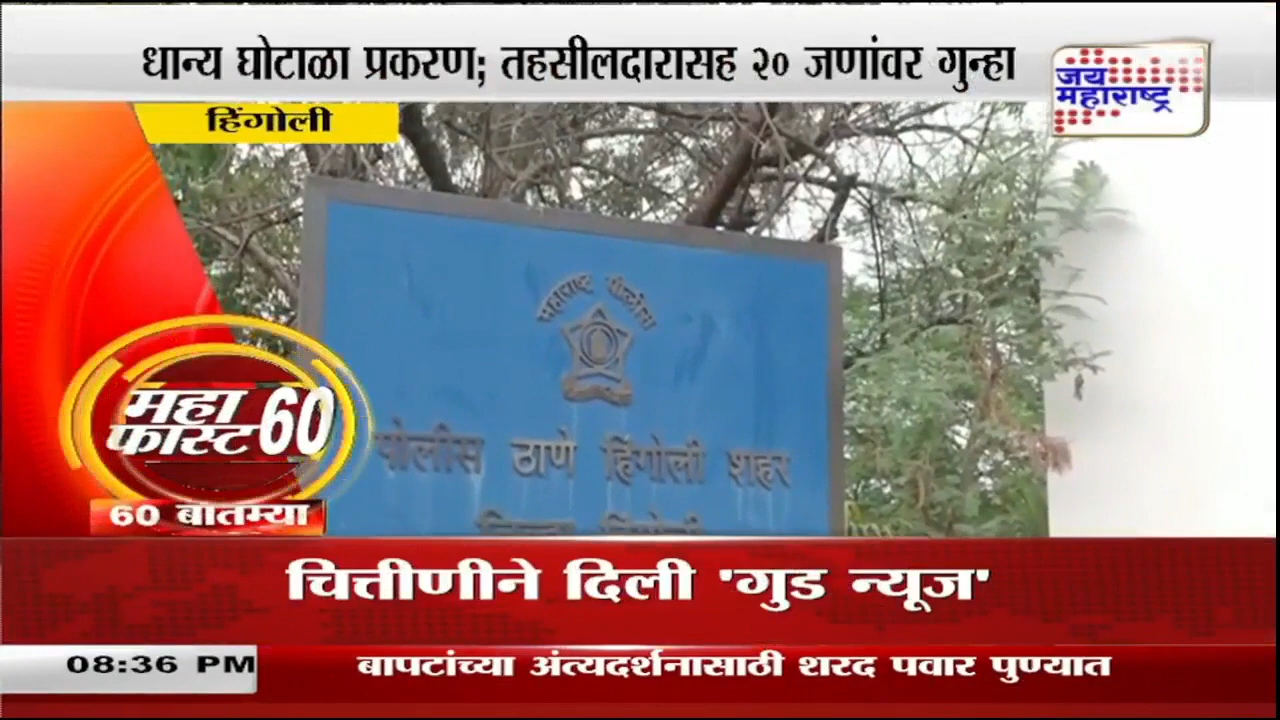 धान्य घोटाळा प्रकरण; तहसीलदारासह २० जणांवर गुन्हा
जय
महाराष्ट्र
हिंगोली
महाराष्ट्र पोलीस
पोलीस ठाणे हिंगोली शहर
जिल्हा हिंगोली
महा
फास्ट 60
60 बातम्या
चित्तीणीने दिली 'गुड न्यूज'
08:36 PM
बापटांच्या अंत्यदर्शनासाठी शरद पवार पुण्यात